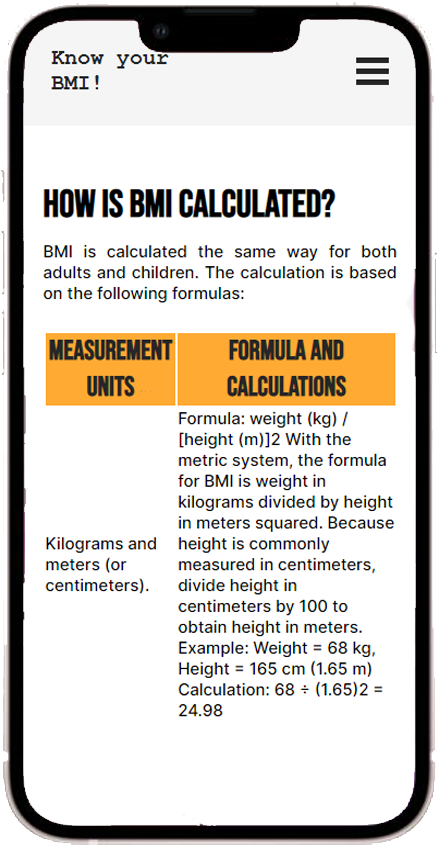 Know your
BMI!
HOW IS BMI CALCULATED?
BMI is calculated the same way for both
adults and children. The calculation is based
on the following formulas:
MEASUREMENT
UNITS
FORMULA AND
CALCULATIONS
Kilograms and
meters (or
centimeters).
Formula: weight (kg) /
[height (m)]2 With the
metric system, the formula
for BMI is weight in
kilograms divided by height
in meters squared. Because
height is commonly
measured in centimeters,
divide height in
centimeters by 100 to
obtain height in meters.
Example: Weight = 68 kg,
Height = 165 cm (1.65 m)
Calculation: 68 ÷ (1.65)2 =
24.98